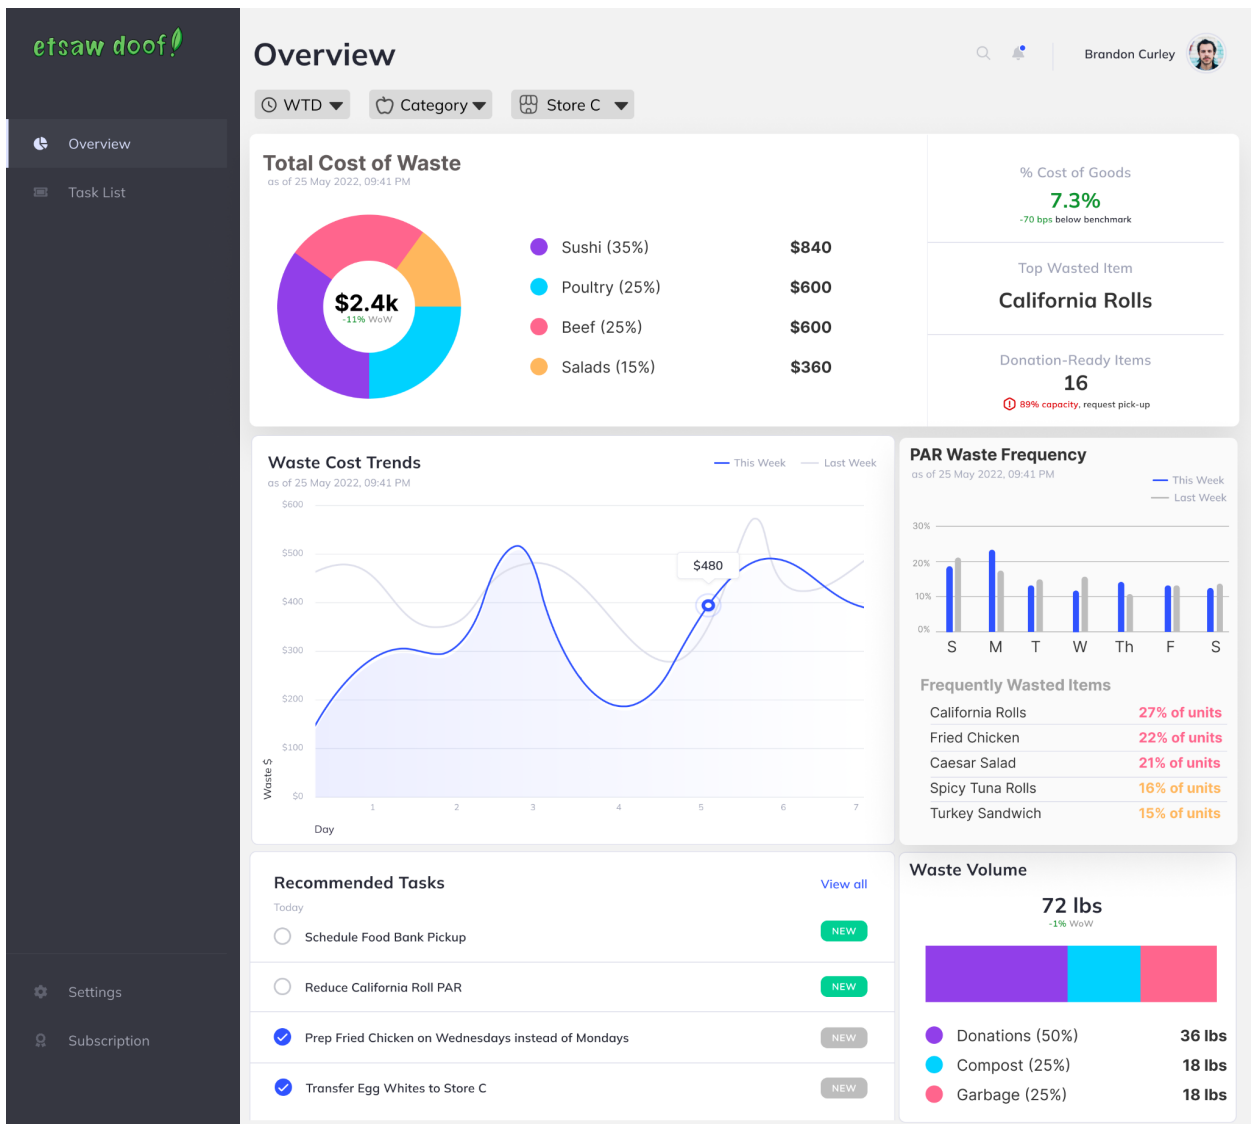 etsaw doof!
Overview
Task List
Settings
Subscription
Overview
Brandon Curley
WTD
Category
Store C
Total Cost of Waste
as of 25 May 2022, 09:41 PM
$2.4k
-11% WoW
Sushi (35%) $840
Poultry (25%) $600
Beef (25%) $600
Salads (15%) $360
% Cost of Goods
7.3%
-70 bps below benchmark
Top Wasted Item
California Rolls
Donation-Ready Items
16
89% capacity, request pick-up
Waste Cost Trends
as of 25 May 2022, 09:41 PM
This Week Last Week
$600
$500
$480
$400
$300
$200
$100
$0
Waste $
1 2 3 4 5 6 7
Day
PAR Waste Frequency
as of 25 May 2022, 09:41 PM
This Week
Last Week
30%
20%
10%
0%
S M T W Th F S
Frequently Wasted Items
California Rolls 27% of units
Fried Chicken 22% of units
Caesar Salad 21% of units
Spicy Tuna Rolls 16% of units
Turkey Sandwich 15% of units
Recommended Tasks View all
Today
Schedule Food Bank Pickup NEW
Reduce California Roll PAR NEW
Prep Fried Chicken on Wednesdays instead of Mondays NEW
Transfer Egg Whites to Store C NEW
Waste Volume
72 lbs
-1% WoW
Donations (50%) 36 lbs
Compost (25%) 18 lbs
Garbage (25%) 18 lbs